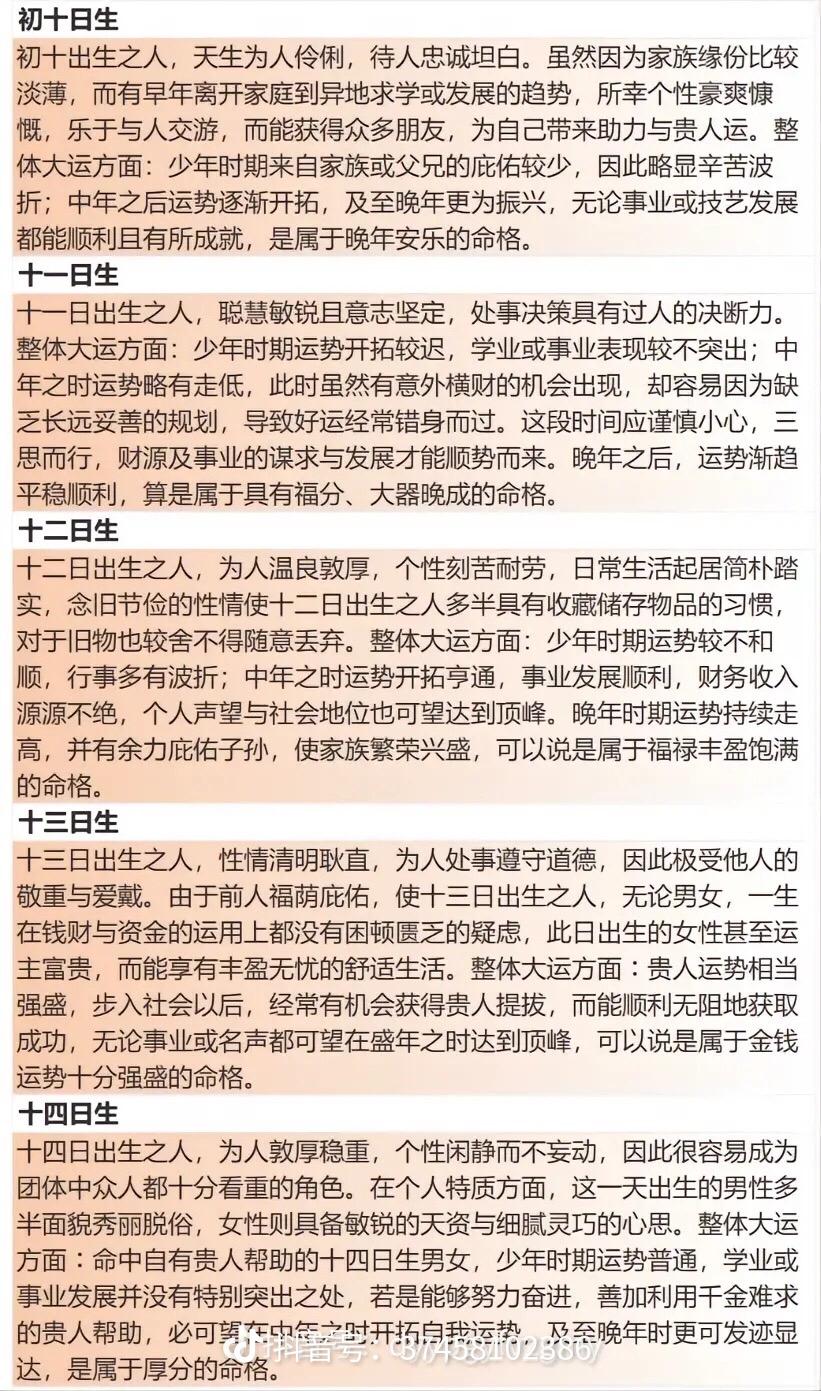 初十日生
初十出生之人，天生为人伶俐，待人忠诚坦白。虽然因为家族缘份比较
淡薄，而有早年离开家庭到异地求学或发展的趋势，所幸个性豪爽慷
慨，乐于与人交游，而能获得众多朋友，为自己带来助力与贵人运。整
体大运方面：少年时期来自家族或父兄的庇佑较少，因此略显辛苦波
折；中年之后运势逐渐开拓，及至晚年更为振兴，无论事业或技艺发展
都能顺利且有所成就，是属于晚年安乐的命格。
十一日生
十一日出生之人，聪慧敏锐且意志坚定，处事决策具有过人的决断力。
整体大运方面：少年时期运势开拓较迟，学业或事业表现较不突出；中
年之时运势略有走低，此时虽然有意外横财的机会出现，却容易因为缺
乏长远妥善的规划，导致好运经常错身而过。这段时间应谨慎小心，三
思而行，财源及事业的谋求与发展才能顺势而来。晚年之后，运势渐趋
平稳顺利，算是属于具有福分、大器晚成的命格。
十二日生
十二日出生之人，为人温良敦厚，个性刻苦耐劳，日常生活起居简朴踏
实，念旧节俭的性情使十二日出生之人多半具有收藏储存物品的习惯，
对于旧物也较舍不得随意丢弃。整体大运方面：少年时期运势较不和
顺，行事多有波折；中年之时运势开拓亨通，事业发展顺利，财务收入
源源不绝，个人声望与社会地位也可望达到顶峰。晚年时期运势持续走
高，并有余力庇佑子孙，使家族繁荣兴盛，可以说是属于福禄丰盈饱满
的命格。
十三日生
十三日出生之人，性情清明耿直，为人处事遵守道德，因此极受他人的
敬重与爱戴。由于前人福荫庇佑，使十三日出生之人，无论男女，一生
在钱财与资金的运用上都没有困顿匮乏的疑虑，此日出生的女性甚至运
主富贵，而能享有丰盈无忧的舒适生活。整体大运方面：贵人运势相当
强盛，步入社会以后，经常有机会获得贵人提拔，而能顺利无阻地获取
成功，无论事业或名声都可望在盛年之时达到顶峰，可以说是属于金钱
运势十分强盛的命格。
十四日生
十四日出生之人，为人敦厚稳重，个性闲静而不妄动，因此很容易成为
团体中众人都十分看重的角色。在个人特质方面，这一天出生的男性多
半面貌秀丽脱俗，女性则具备敏锐的天资与细腻灵巧的心思。整体大运
方面：命中自有贵人帮助的十四日生男女，少年时期运势普通，学业或
事业发展并没有特别突出之处，若是能够努力奋进，善加利用千金难求
的贵人帮助，必可望在中年之时开拓自我运势，及至晚年时更可发迹显
达，是属于厚分的命格。
抖音号：